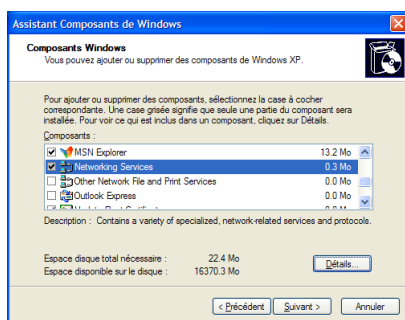 Assistant Composants de Windows
Composants Windows
Vous pouvez ajouter ou supprimer des composants de Windows XP.
Pour ajouter ou supprimer des composants, sélectionnez la case à cocher
correspondante. Une case grisée signifie que seule une partie du composant sera
installée. Pour voir ce qui est inclus dans un composant, cliquez sur Détails.
Composants :
MSN Explorer 13.2 Mo
Networking Services 0.3 Mo
Other Network File and Print Services 0.0 Mo
Outlook Express 0.0 Mo
Description : Contains a variety of specialized, network-related services and protocols.
Espace disque total nécessaire : 22.4 Mo
Espace disponible sur le disque : 16370.3 Mo
Détails...
< Précédent Suivant > Annuler